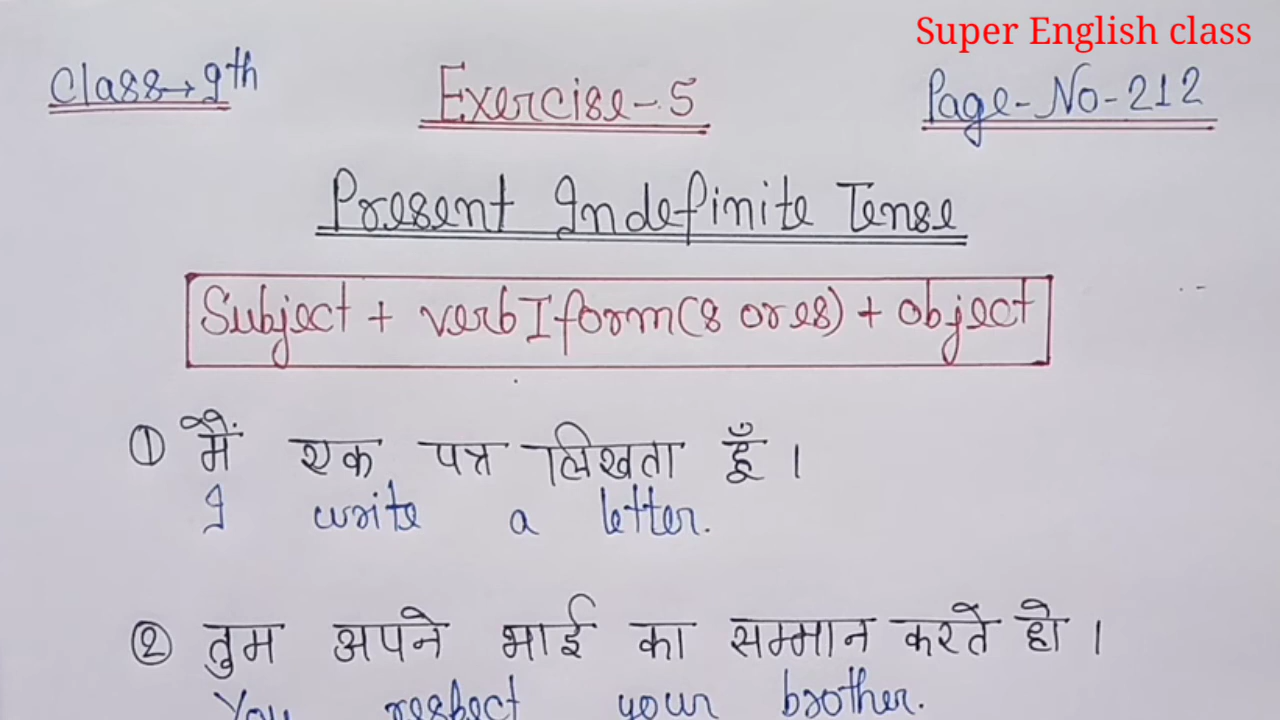 Super English class
Class→9th Exercise-5 Page-No-212
Present Indefinite Tense
Subject + verb I form(s or es) + object
① मैं एक पत्र लिखता हूँ।
I write a letter.
② तुम अपने भाई का सम्मान करते हो।
You respect your brother.